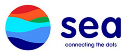 sea
connecting the dots